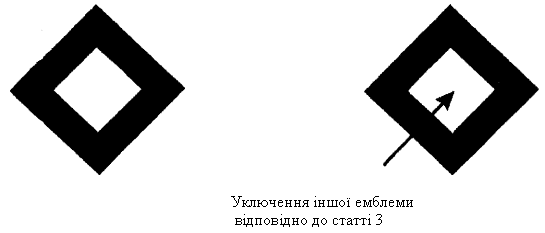 Уключення іншої емблеми
відповідно до статті 3